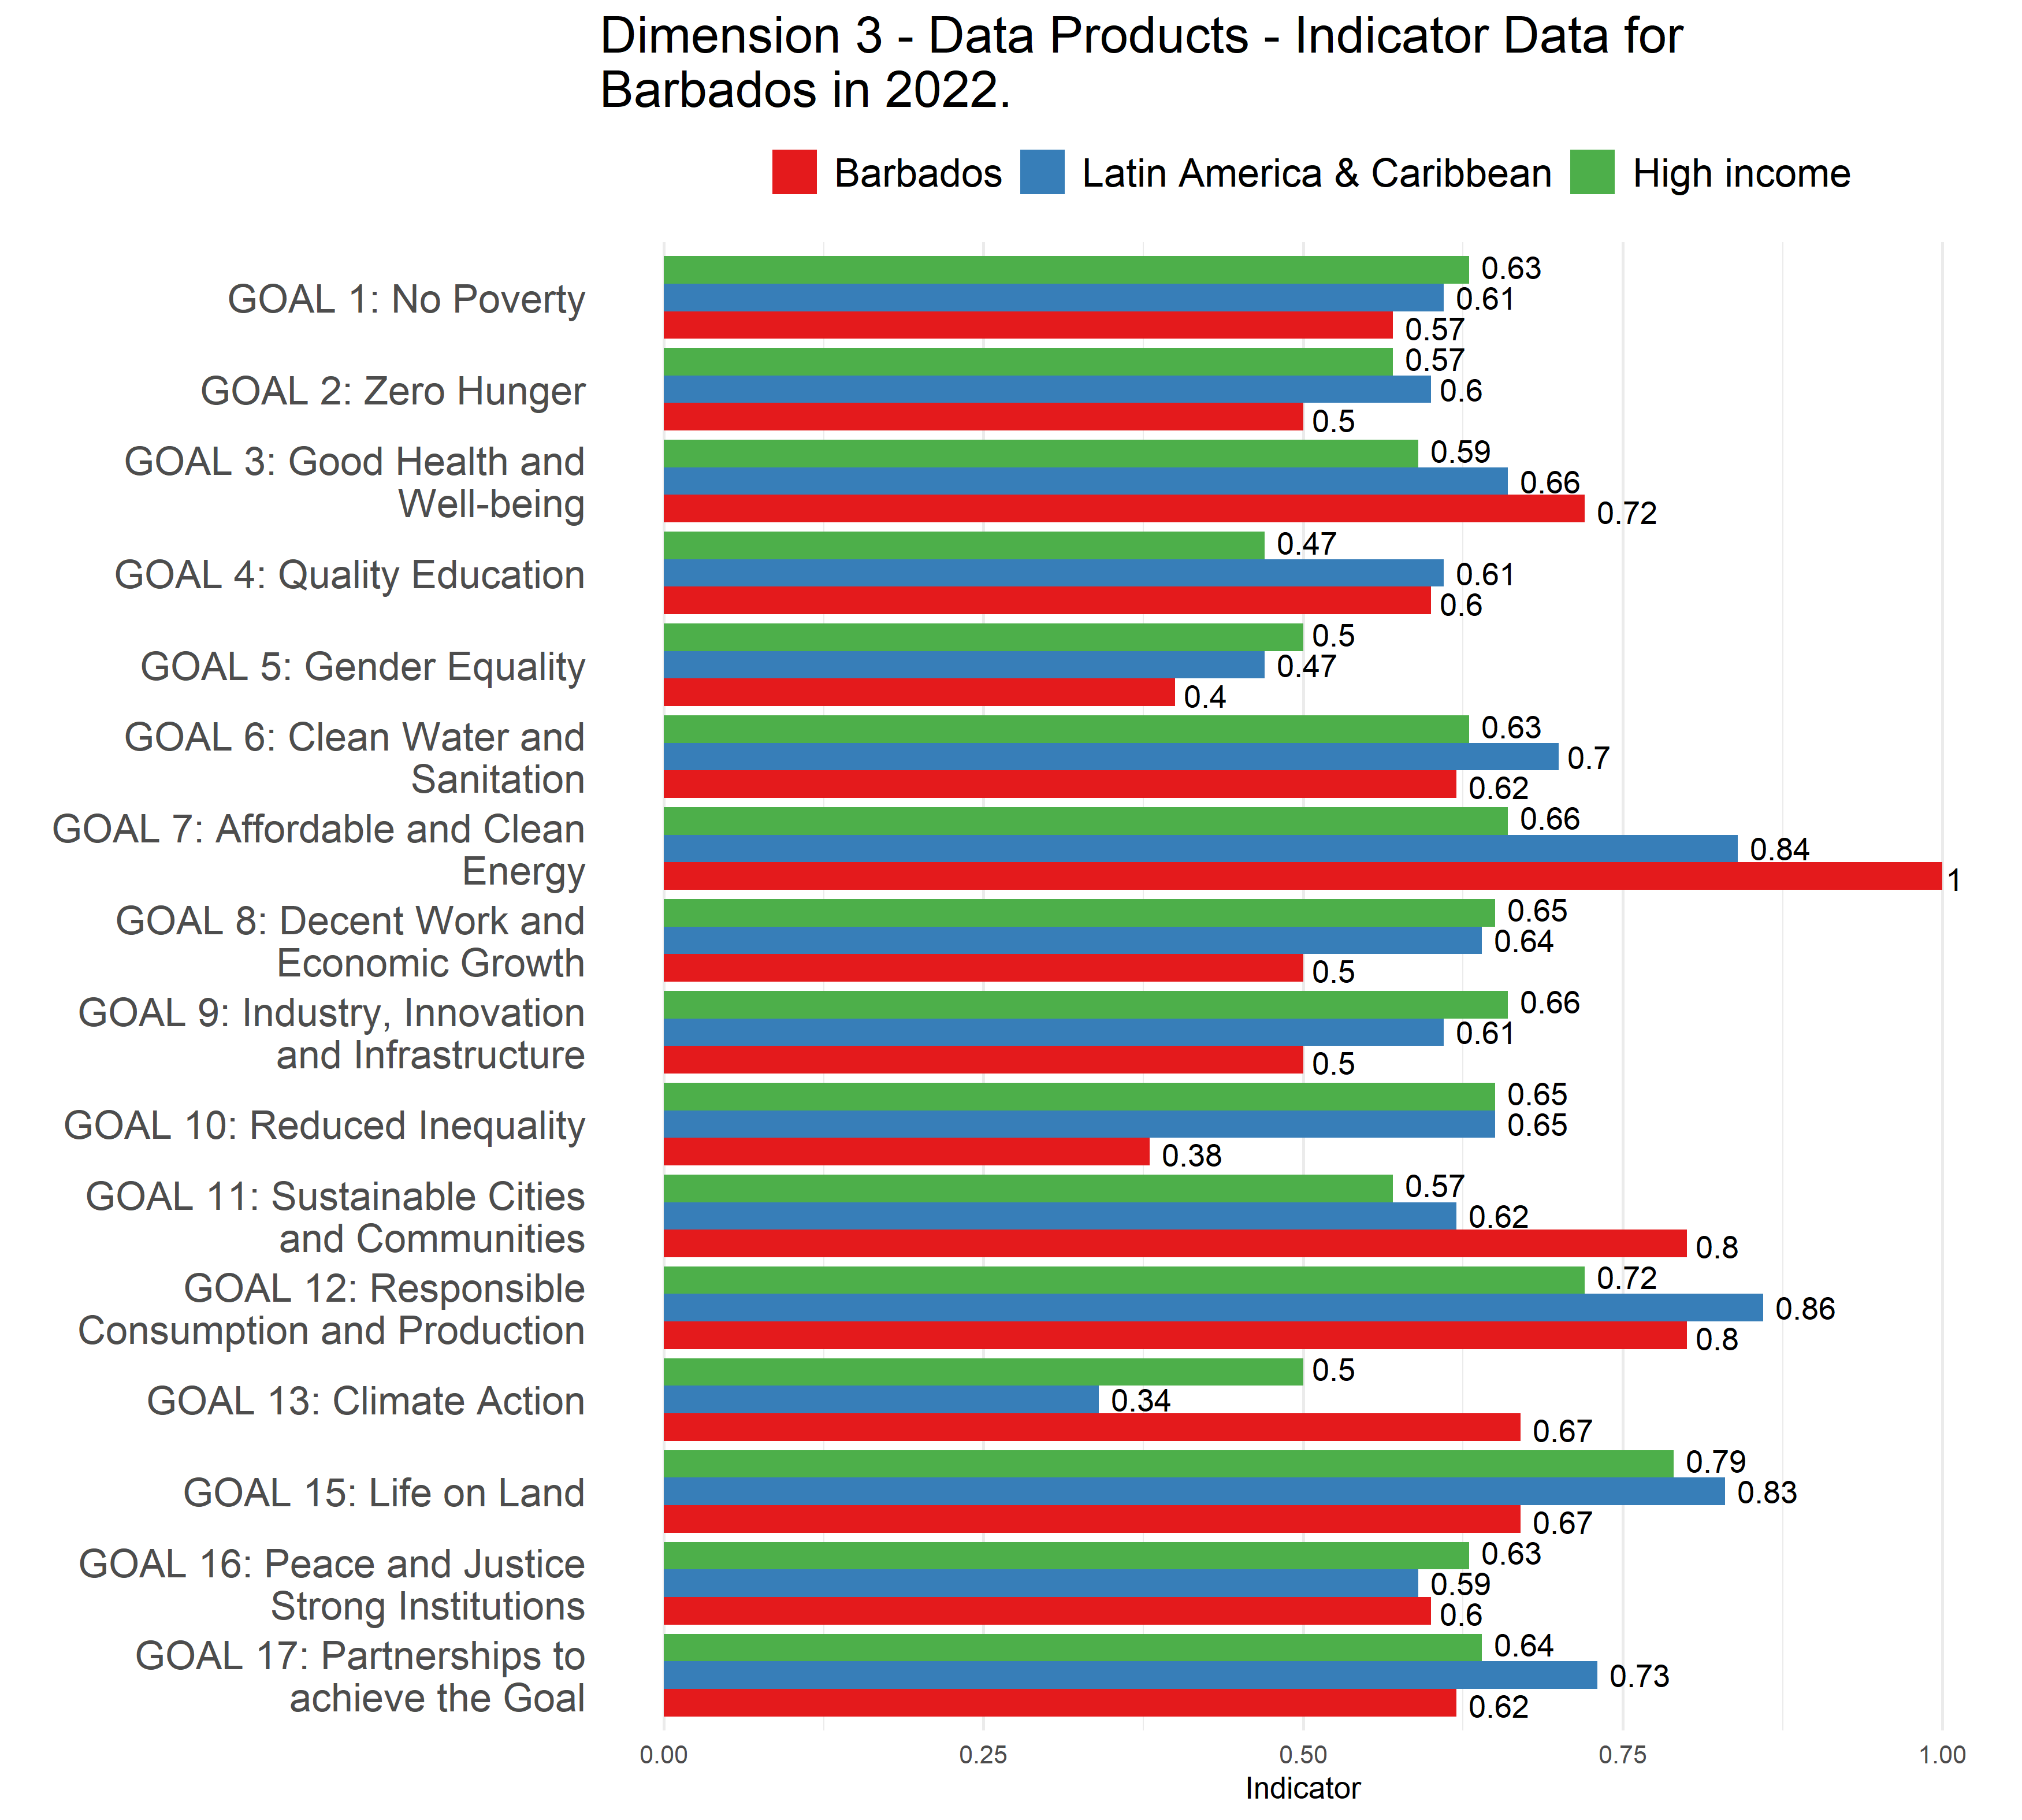 Dimension 3 - Data Products - Indicator Data for
Barbados in 2022.
Barbados Latin America & Caribbean High income
GOAL 1: No Poverty
0.63
0.61
0.57
GOAL 2: Zero Hunger
0.57
0.6
0.5
GOAL 3: Good Health and
Well-being
0.59
0.66
0.72
GOAL 4: Quality Education
0.47
0.61
0.6
GOAL 5: Gender Equality
0.5
0.47
0.4
GOAL 6: Clean Water and
Sanitation
0.63
0.7
0.62
GOAL 7: Affordable and Clean
Energy
0.66
0.84
1
GOAL 8: Decent Work and
Economic Growth
0.65
0.64
0.5
GOAL 9: Industry, Innovation
and Infrastructure
0.66
0.61
0.5
GOAL 10: Reduced Inequality
0.65
0.65
0.38
GOAL 11: Sustainable Cities
and Communities
0.57
0.62
0.8
GOAL 12: Responsible
Consumption and Production
0.72
0.86
0.8
GOAL 13: Climate Action
0.5
0.34
0.67
GOAL 15: Life on Land
0.79
0.83
0.67
GOAL 16: Peace and Justice
Strong Institutions
0.63
0.59
0.6
GOAL 17: Partnerships to
achieve the Goal
0.64
0.73
0.62
0.00 0.25 0.50 0.75 1.00
Indicator